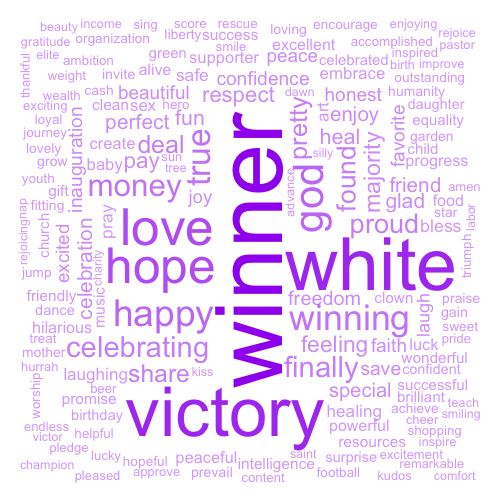 beauty income sing score rescue encourage enjoying
gratitude organization liberty success loving accomplished rejoice
elite smile excellent inspired pastor
thankful ambition green supporter peace celebrated birth improve
weight invite alive safe confidence embrace outstanding
wealth cash beautiful respect dawn honest humanity
exciting clean sex hero art daughter
loyal perfect fun pretty enjoy equality
journey inauguration create deal true winner heal majority favorite garden
lovely sun silly child
grow baby pay tree god found progress
youth money advance friend amen
gift joy glad food
fitting love star labor
rejoicing nap church pray proud bless
excited hope white triumph
jump celebration music charity
friendly freedom clown laugh praise
dance happy winning gain
hilarious sweet
treat celebrating feeling faith luck pride
mother finally wonderful
hurrah laughing share kiss save confident
worship beer victory special successful
promise brilliant teach
birthday healing achieve smiling
endless powerful cheer
victor helpful resources shopping
pledge inspire
lucky hopeful peaceful saint surprise excitement
champion approve prevail intelligence football remarkable
pleased content kudos comfort